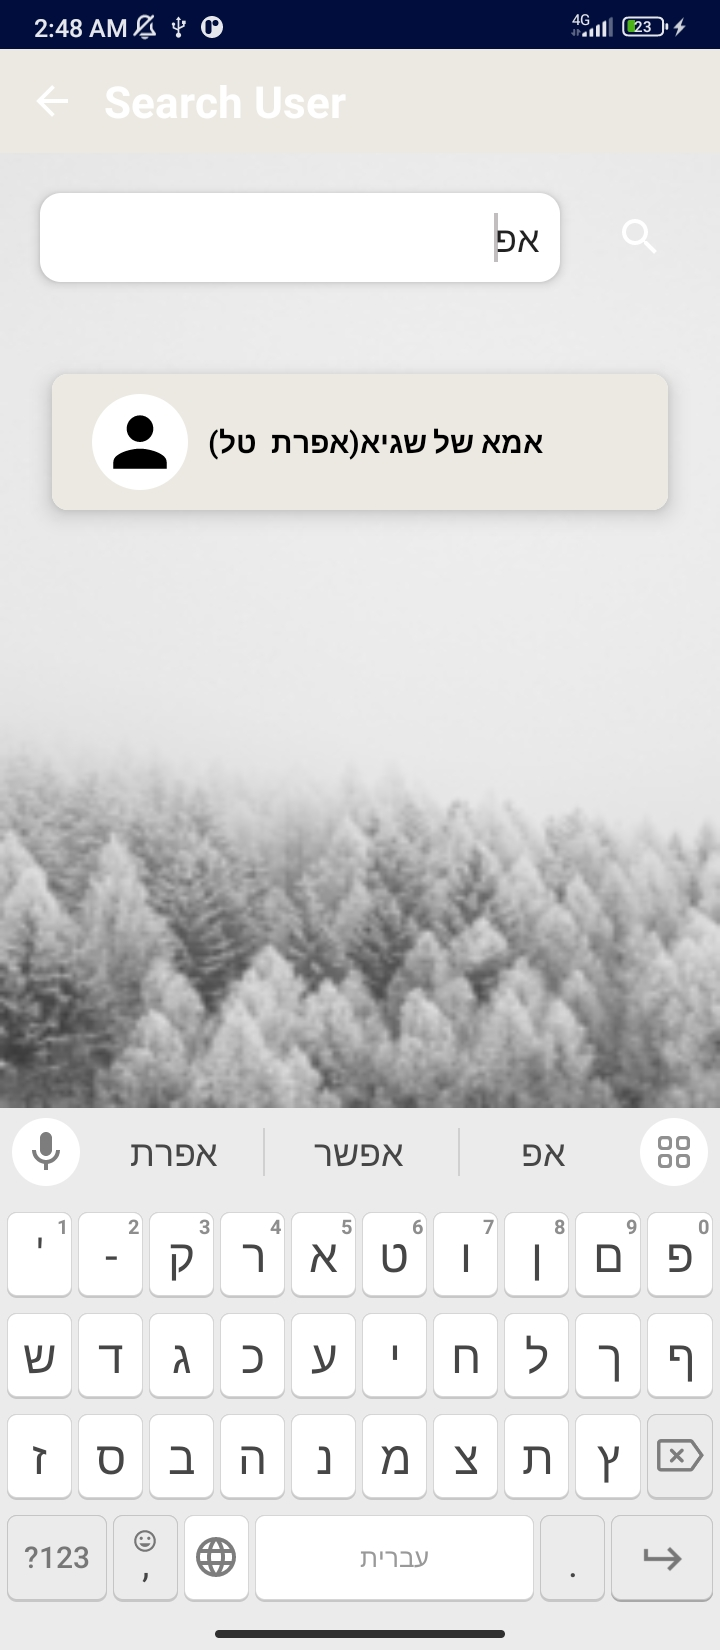 2:48 AM 4G 23
Search User
אפ
אמא של שגיא(אפרת  טל)
אפרת אפשר אפ
' 1 - 2 ק 3 ר 4 א 5 ט 6 ו 7 ן 8 ם 9 פ 0
ש ד ג כ ע י ח ל ך ף
ז ס ב ה נ מ צ ת ץ
?123 , עברית .